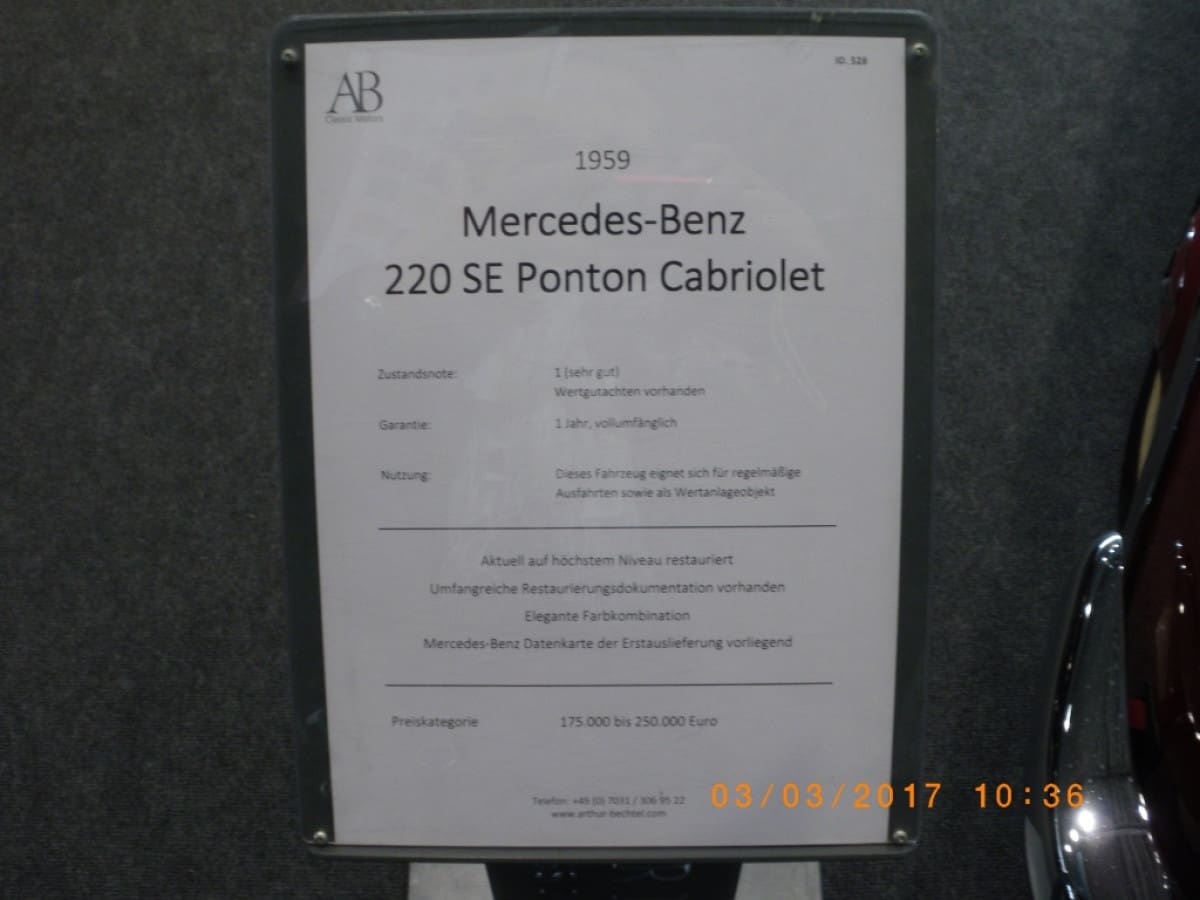 ID. 528
AB
Classic Motors
1959
Mercedes-Benz
220 SE Ponton Cabriolet
Zustandsnote: 1 (sehr gut)
Wertgutachten vorhanden
Garantie: 1 Jahr, vollumfänglich
Nutzung: Dieses Fahrzeug eignet sich für regelmäßige
Ausfahrten sowie als Wertanlageobjekt
Aktuell auf höchstem Niveau restauriert
Umfangreiche Restaurierungsdokumentation vorhanden
Elegante Farbkombination
Mercedes-Benz Datenkarte der Erstauslieferung vorliegend
Preiskategorie 175.000 bis 250.000 Euro
Telefon: +49 (0) 7031 / 306 95 22
www.arthur-bechtel.com
03/03/2017 10:36